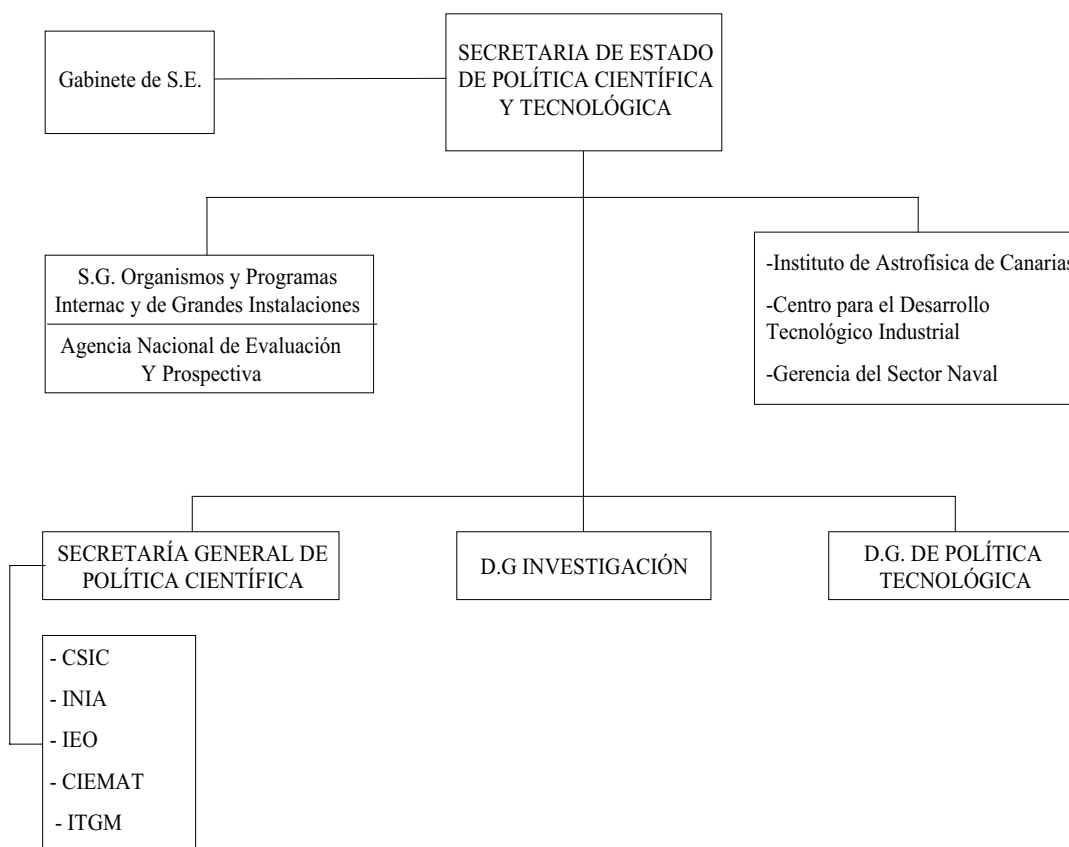 Gabinete de S.E.
SECRETARIA DE ESTADO
DE POLÍTICA CIENTÍFICA
Y TECNOLÓGICA
S.G. Organismos y Programas
Internac y de Grandes Instalaciones
Agencia Nacional de Evaluación
Y Prospectiva
-Instituto de Astrofísica de Canarias
-Centro para el Desarrollo
Tecnológico Industrial
-Gerencia del Sector Naval
SECRETARÍA GENERAL DE
POLÍTICA CIENTÍFICA
D.G INVESTIGACIÓN
D.G. DE POLÍTICA
TECNOLÓGICA
- CSIC
- INIA
- IEO
- CIEMAT
- ITGM